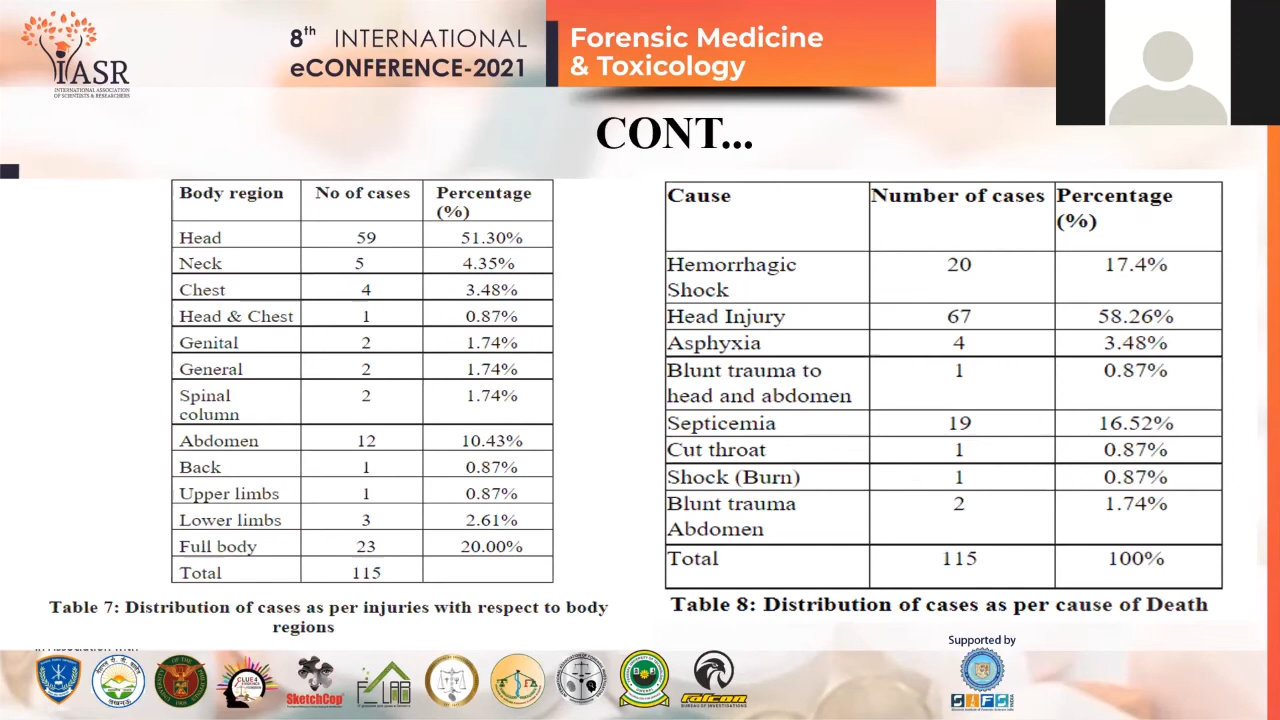 IASR
INTERNATIONAL ASSOCIATION
OF SCIENTISTS & RESEARCHERS
8th INTERNATIONAL
eCONFERENCE-2021
Forensic Medicine
& Toxicology
CONT...
Body region No of cases Percentage (%)
Head 59 51.30%
Neck 5 4.35%
Chest 4 3.48%
Head & Chest 1 0.87%
Genital 2 1.74%
General 2 1.74%
Spinal column 2 1.74%
Abdomen 12 10.43%
Back 1 0.87%
Upper limbs 1 0.87%
Lower limbs 3 2.61%
Full body 23 20.00%
Total 115
Table 7: Distribution of cases as per injuries with respect to body
regions
Cause Number of cases Percentage (%)
Hemorrhagic Shock 20 17.4%
Head Injury 67 58.26%
Asphyxia 4 3.48%
Blunt trauma to head and abdomen 1 0.87%
Septicemia 19 16.52%
Cut throat 1 0.87%
Shock (Burn) 1 0.87%
Blunt trauma Abdomen 2 1.74%
Total 115 100%
Table 8: Distribution of cases as per cause of Death
Supported by
CLUE4
SketchCop
F-LAB
Falcon
BUREAU OF INVESTIGATIONS
SIFS